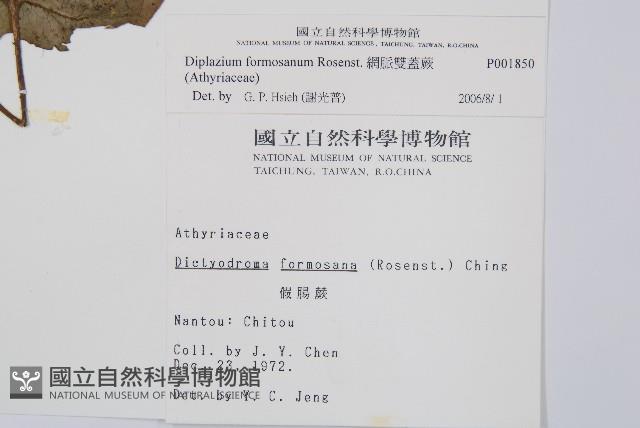 國立自然科學博物館
NATIONAL MUSEUM OF NATURAL SCIENCE, TAICHUNG, TAIWAN, R.O.CHINA
Diplazium formosanum Rosenst. 網脈雙蓋蕨 P001850
(Athyriaceae)
Det. by G. P. Hsieh (謝光普) 2006/8/1
國立自然科學博物館
NATIONAL MUSEUM OF NATURAL SCIENCE
TAICHUNG, TAIWAN, R.O.CHINA
Athyriaceae
Dictyodroma formosana (Rosenst.) Ching
假腸蕨
Nantou: Chitou
Coll. by J. Y. Chen
Dec. 23, 1972.
國立自然科學博物館
NATIONAL MUSEUM OF NATURAL SCIENCE
Det. by Y. C. Jeng